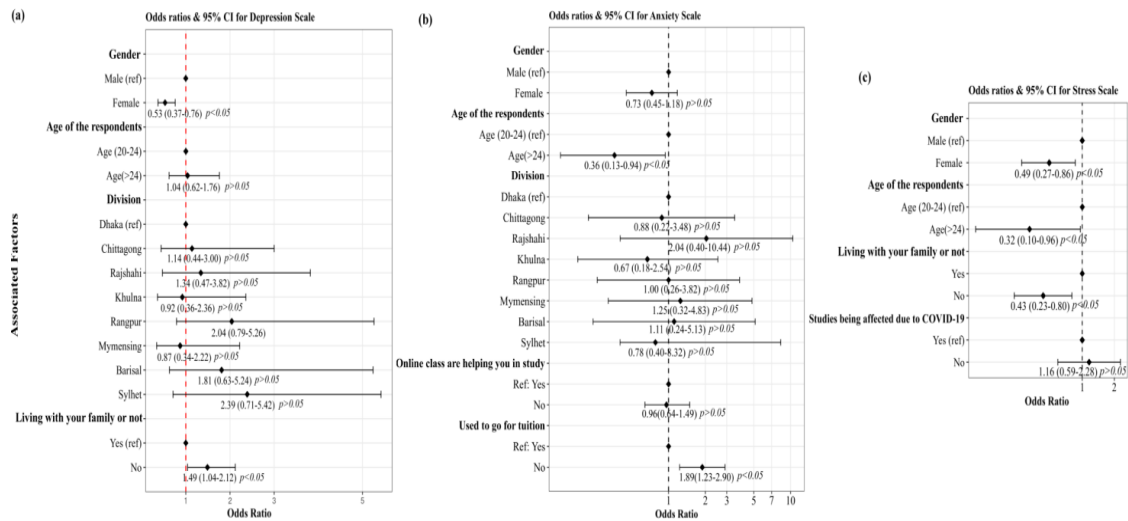 (a)
Odds ratios & 95% CI for Depression Scale
Associated Factors
Gender
Male (ref)
Female
0.53 (0.37-0.76) p<0.05
Age of the respondents
Age (20-24)
Age(>24)
1.04 (0.62-1.76) p>0.05
Division
Dhaka (ref)
Chittagong
1.14 (0.44-3.00) p>0.05
Rajshahi
1.34 (0.47-3.82) p>0.05
Khulna
0.92 (0.36-2.36) p>0.05
Rangpur
2.04 (0.79-5.26)
Mymensing
0.87 (0.34-2.22) p>0.05
Barisal
1.81 (0.63-5.24) p>0.05
Sylhet
2.39 (0.71-5.42) p>0.05
Living with your family or not
Yes (ref)
No
1.49 (1.04-2.12) p<0.05
1 2 3 5
Odds Ratio
(b)
Odds ratios & 95% CI for Anxiety Scale
Gender
Male (ref)
Female
0.73 (0.45-1.18) p>0.05
Age of the respondents
Age (20-24) (ref)
Age(>24)
0.36 (0.13-0.94) p<0.05
Division
Dhaka (ref)
Chittagong
0.88 (0.22-3.48) p>0.05
Rajshahi
2.04 (0.40-10.44) p>0.05
Khulna
0.67 (0.18-2.54) p>0.05
Rangpur
1.00 (0.26-3.82) p>0.05
Mymensing
1.25 (0.32-4.83) p>0.05
Barisal
1.11 (0.24-5.13) p>0.05
Sylhet
0.78 (0.40-8.32) p>0.05
Online class are helping you in study
Ref: Yes
No
0.96(0.64-1.49) p>0.05
Used to go for tuition
Ref: Yes
No
1.89(1.23-2.90) p>0.05
1 2 3 5 7 10
Odds Ratio
(c)
Odds ratios & 95% CI for Stress Scale
Gender
Male (ref)
Female
0.49 (0.27-0.86) p<0.05
Age of the respondents
Age (20-24) (ref)
Age(>24)
0.32 (0.10-0.96) p<0.05
Living with your family or not
Yes
No
0.43 (0.23-0.80) p<0.05
Studies being affected due to COVID-19
Yes (ref)
No
1.16 (0.59-2.28) p>0.05
1 2
Odds Ratio